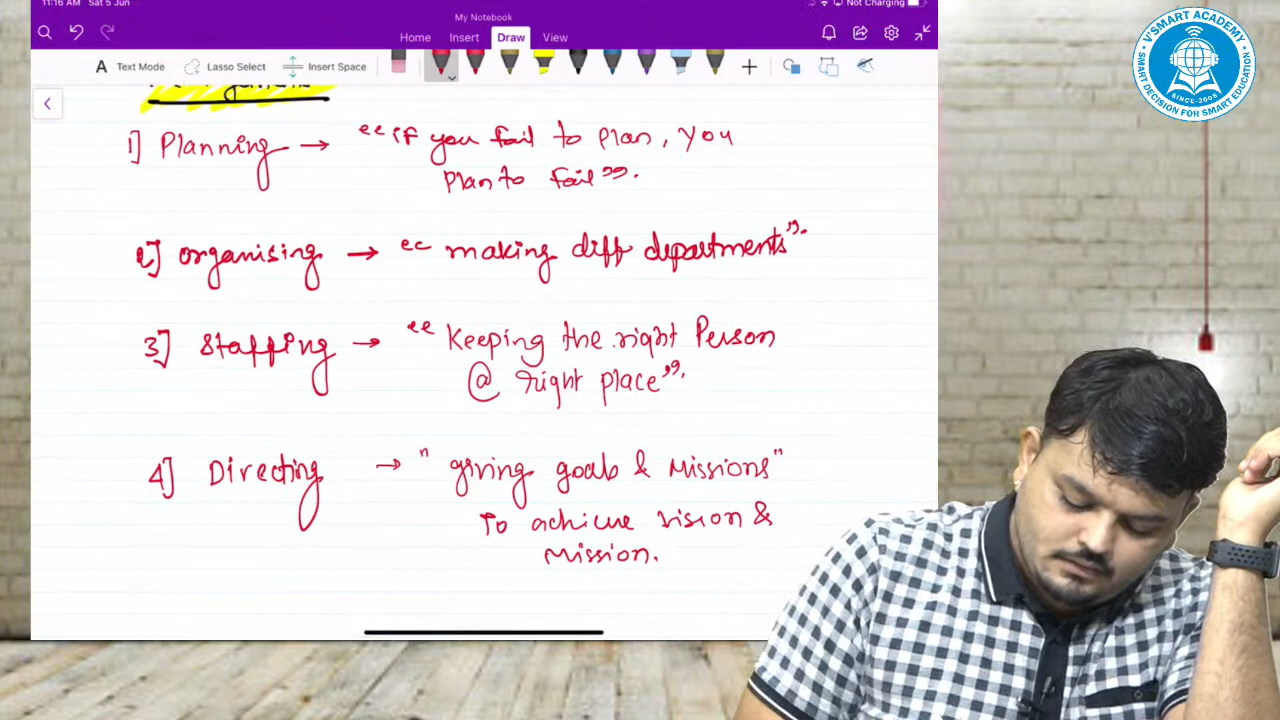 11:16 AM Sat 5 Jun
Not Charging
My Notebook
Home Insert Draw View
A Text Mode Lasso Select Insert Space
1] Planning → “if you fail to plan, you
plan to fail”.
2] organising → “ making diff departments”.
3] Staffing → “ Keeping the right Person
@ right place”.
4] Directing → " giving goals & Missions"
To achieve vision &
Mission.
V'SMART ACADEMY
SINCE-2005
SMART DECISION FOR SMART EDUCATION